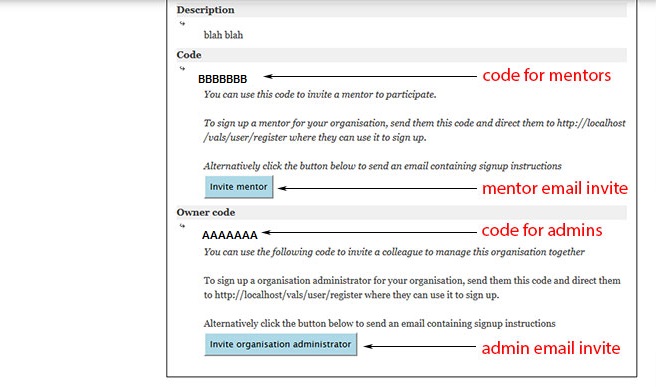 Description
blah blah
Code
BBBBBBB
code for mentors
You can use this code to invite a mentor to participate.
To sign up a mentor for your organisation, send them this code and direct them to http://localhost
/vals/user/register where they can use it to sign up.
Alternatively click the button below to send an email containing signup instructions
Invite mentor
mentor email invite
Owner code
AAAAAAA
code for admins
You can use the following code to invite a colleague to manage this organisation together
To sign up a organisation administrator for your organisation, send them this code and direct them
to http://localhost/vals/user/register where they can use it to sign up.
Alternatively click the button below to send an email containing signup instructions
Invite organisation administrator
admin email invite